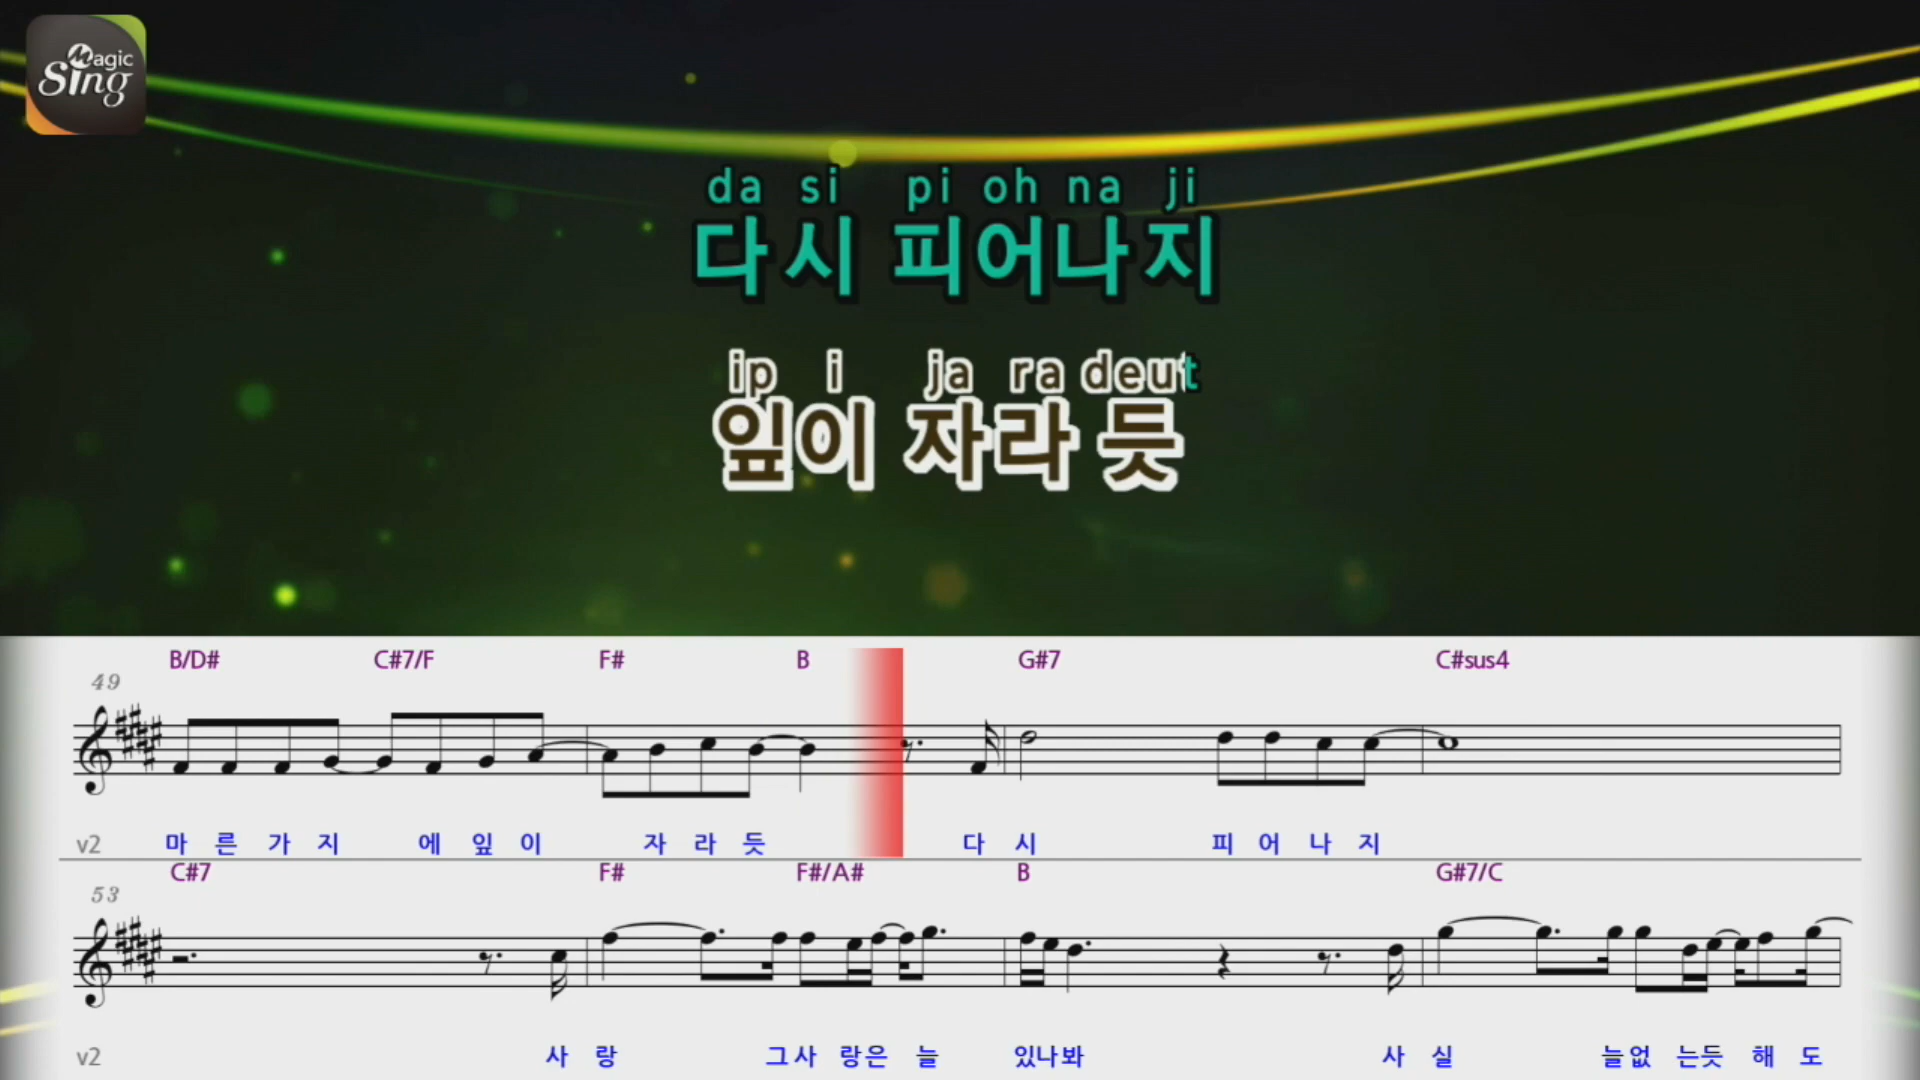 Magic
Sing
da si pi oh na ji
다시 피어나지
ip i ja ra deut
잎이 자라 듯
B/D# C#7/F F# B G#7 C#sus4
49
v2 마 른 가 지 에 잎 이 자 라 듯 다 시 피 어 나 지
C#7 F# F#/A# B G#7/C
53
v2 사 랑 그사 랑은 늘 있나봐 사 실 늘없 는듯 해 도